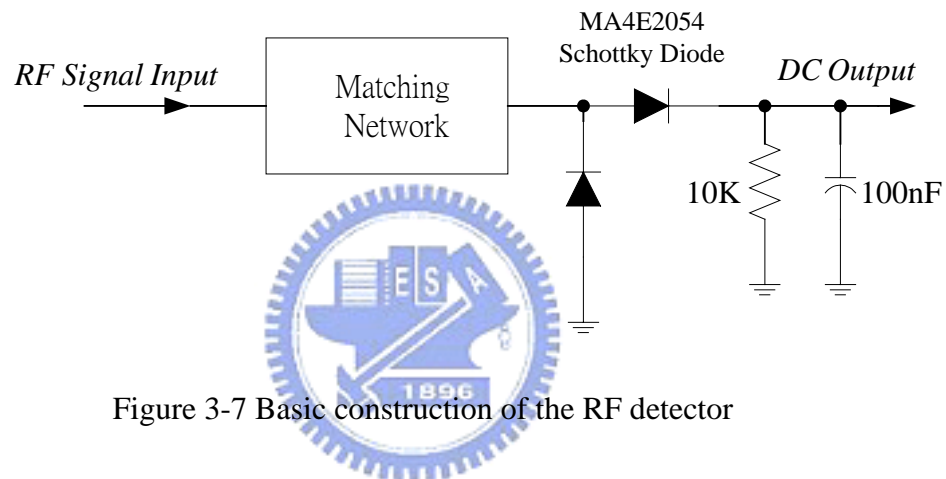 MA4E2054
Schottky Diode
RF Signal Input
DC Output
Matching
Network
10K
100nF
E S A
1896
Figure 3-7 Basic construction of the RF detector